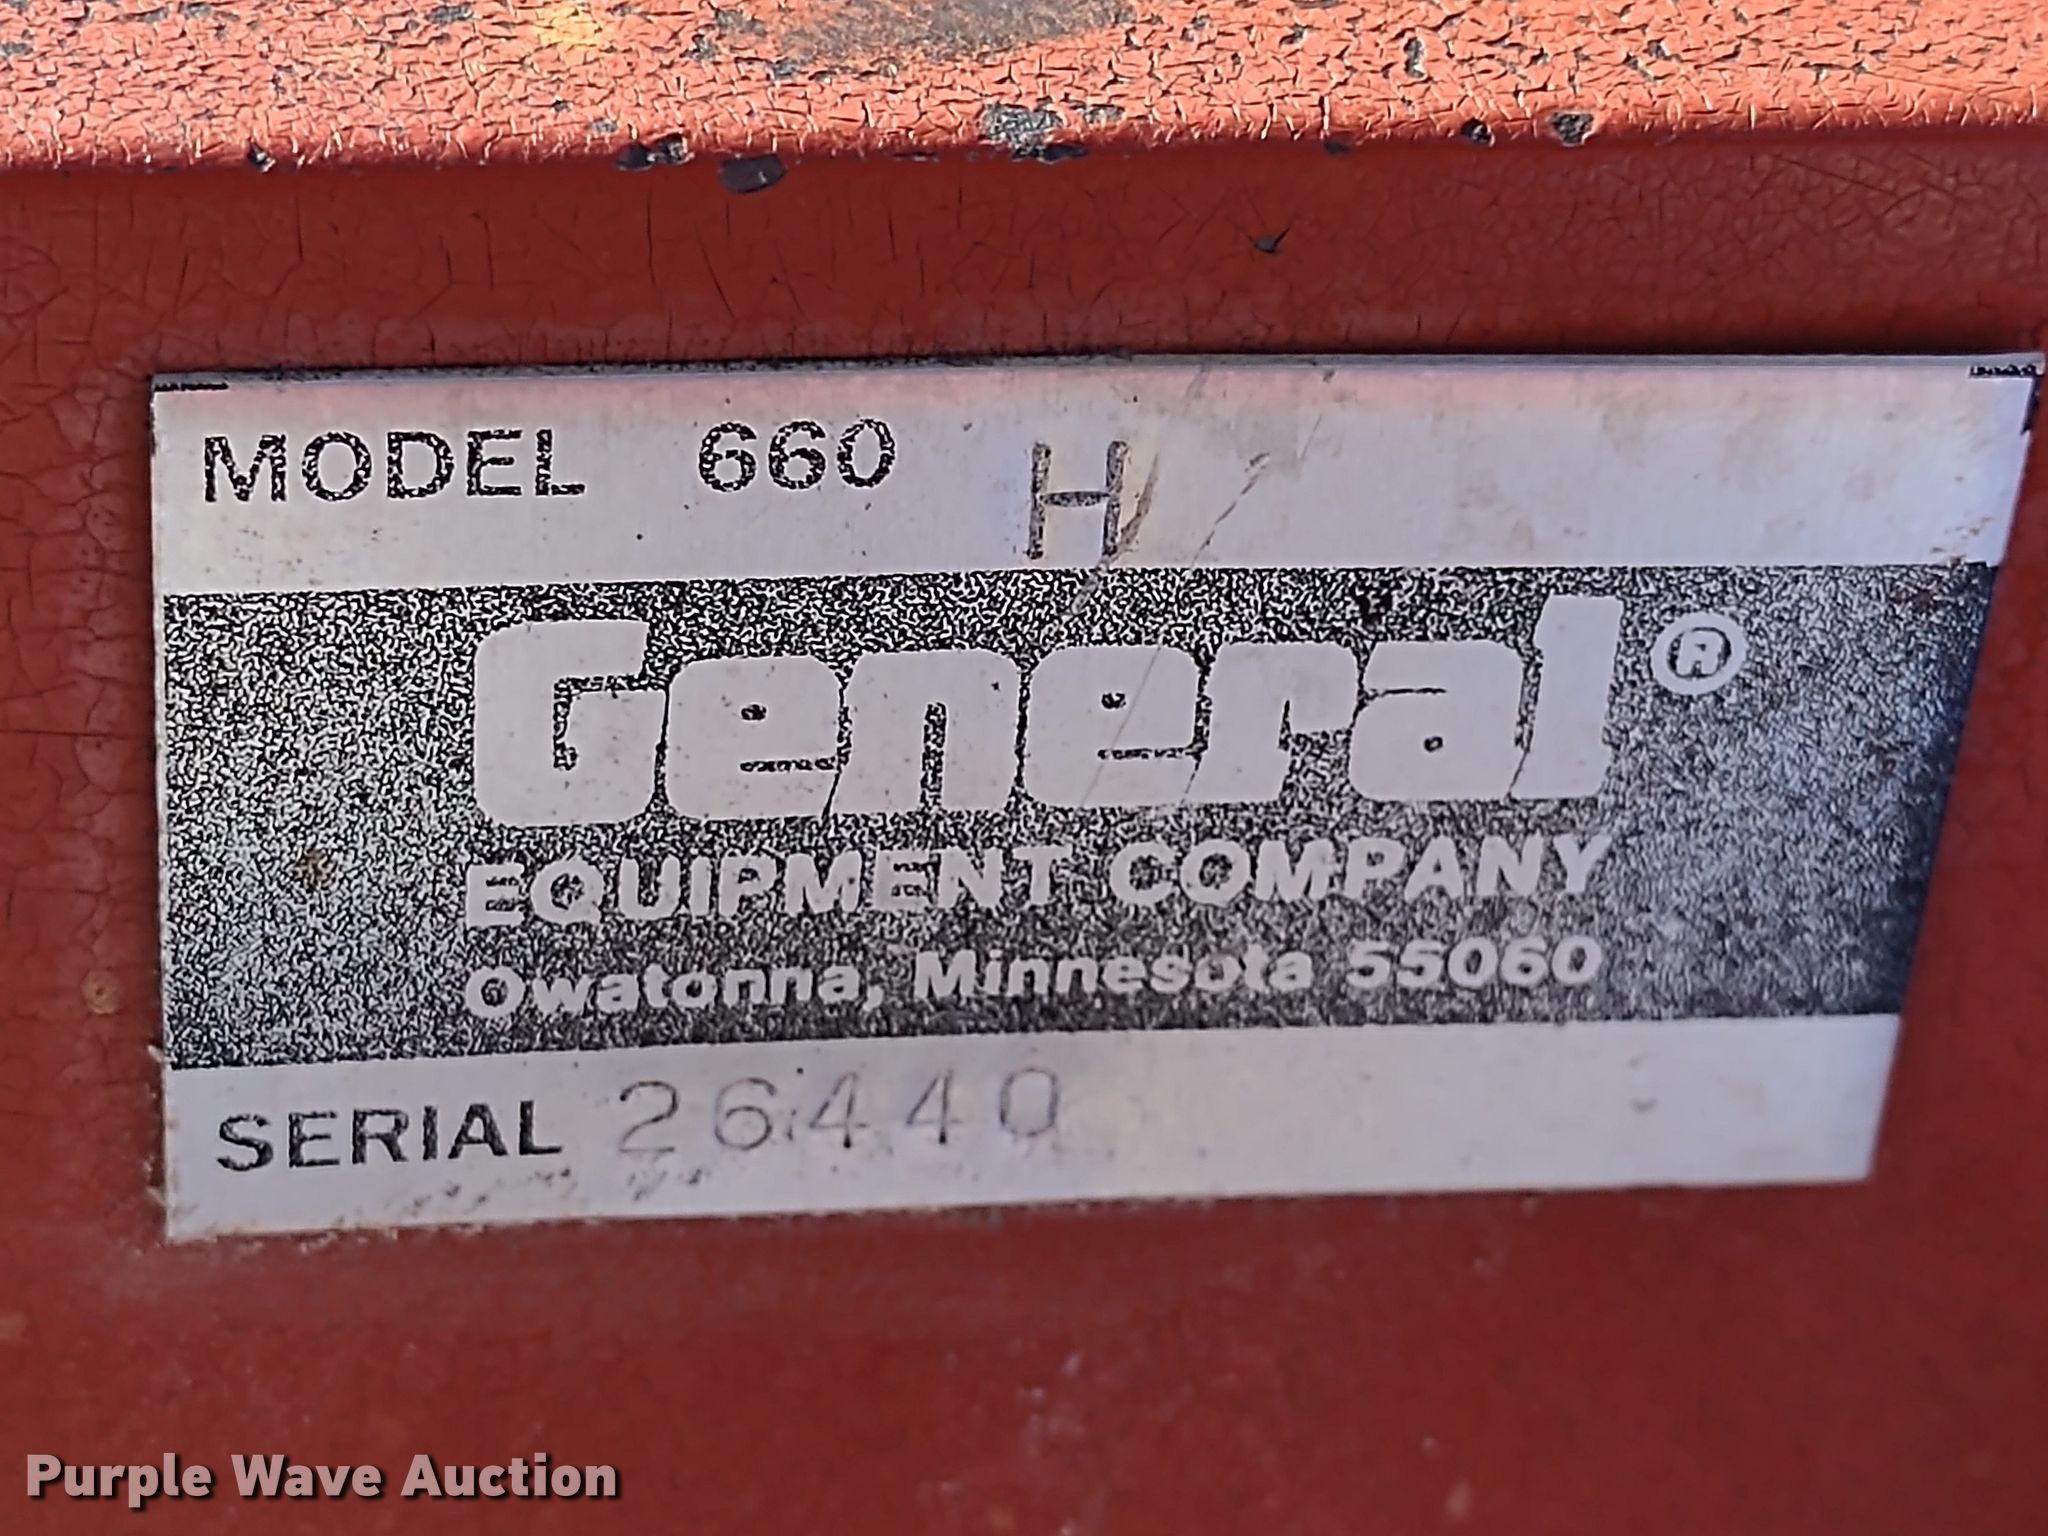 MODEL 660 H
General®
EQUIPMENT COMPANY
Owatonna, Minnesota 55060
SERIAL 26440
Purple Wave Auction